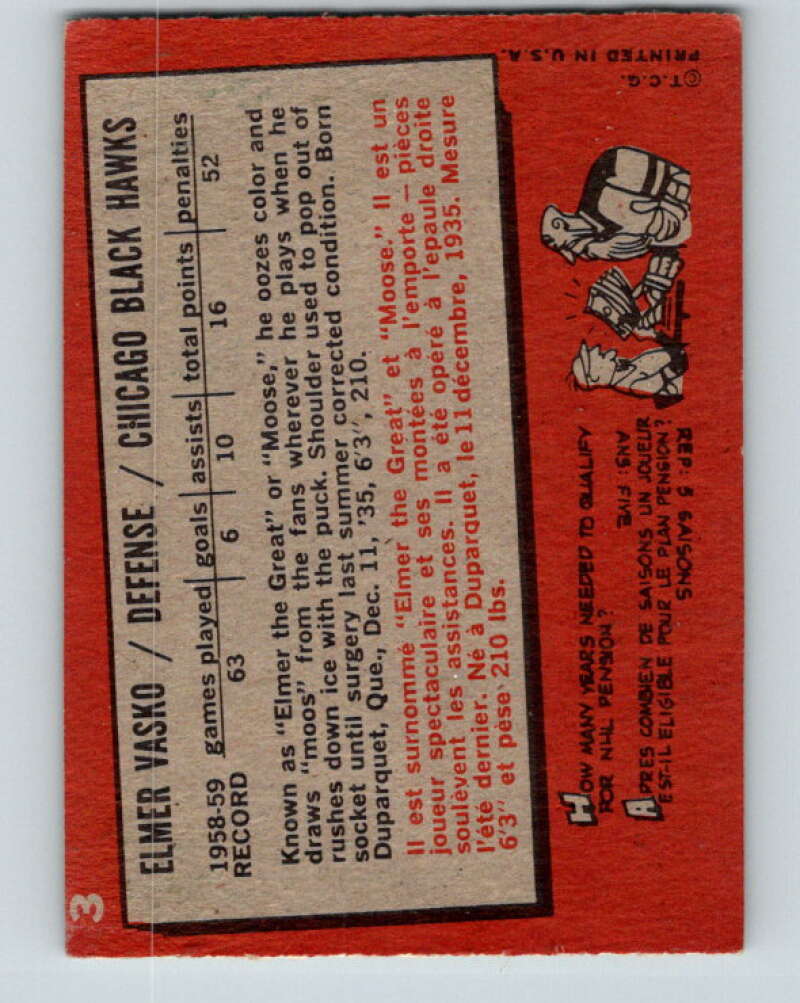 3
ELMER VASKO / DEFENSE / CHICAGO BLACK HAWKS
1958-59 games played goals assists total points penalties
RECORD 63 6 10 16 52
Known as "Elmer the Great" or "Moose," he oozes color and
draws "moos" from the fans wherever he plays when he
rushes down ice with the puck. Shoulder used to pop out of
socket until surgery last summer corrected condition. Born
Duparquet, Que., Dec. 11, '35, 6'3", 210.
Il est surnommé "Elmer the Great" et "Moose." Il est un
joueur spectaculaire et ses montées à l'emporte - pièces
soulèvent les assistances. Il a été opéré à l'epaule droite
l'été dernier. Né à Duparquet, le 11 décembre, 1935. Mesure
6'3" et pèse 210 lbs.
HOW MANY YEARS NEEDED TO QUALIFY
FOR NHL PENSION?
ANS: FIVE
APRES COMBIEN DE SAISONS UN JOUEUR
EST-IL ELIGIBLE POUR LE PLAN PENSION?
REP: 5 SAISONS
© T.C.G.
PRINTED IN U.S.A.